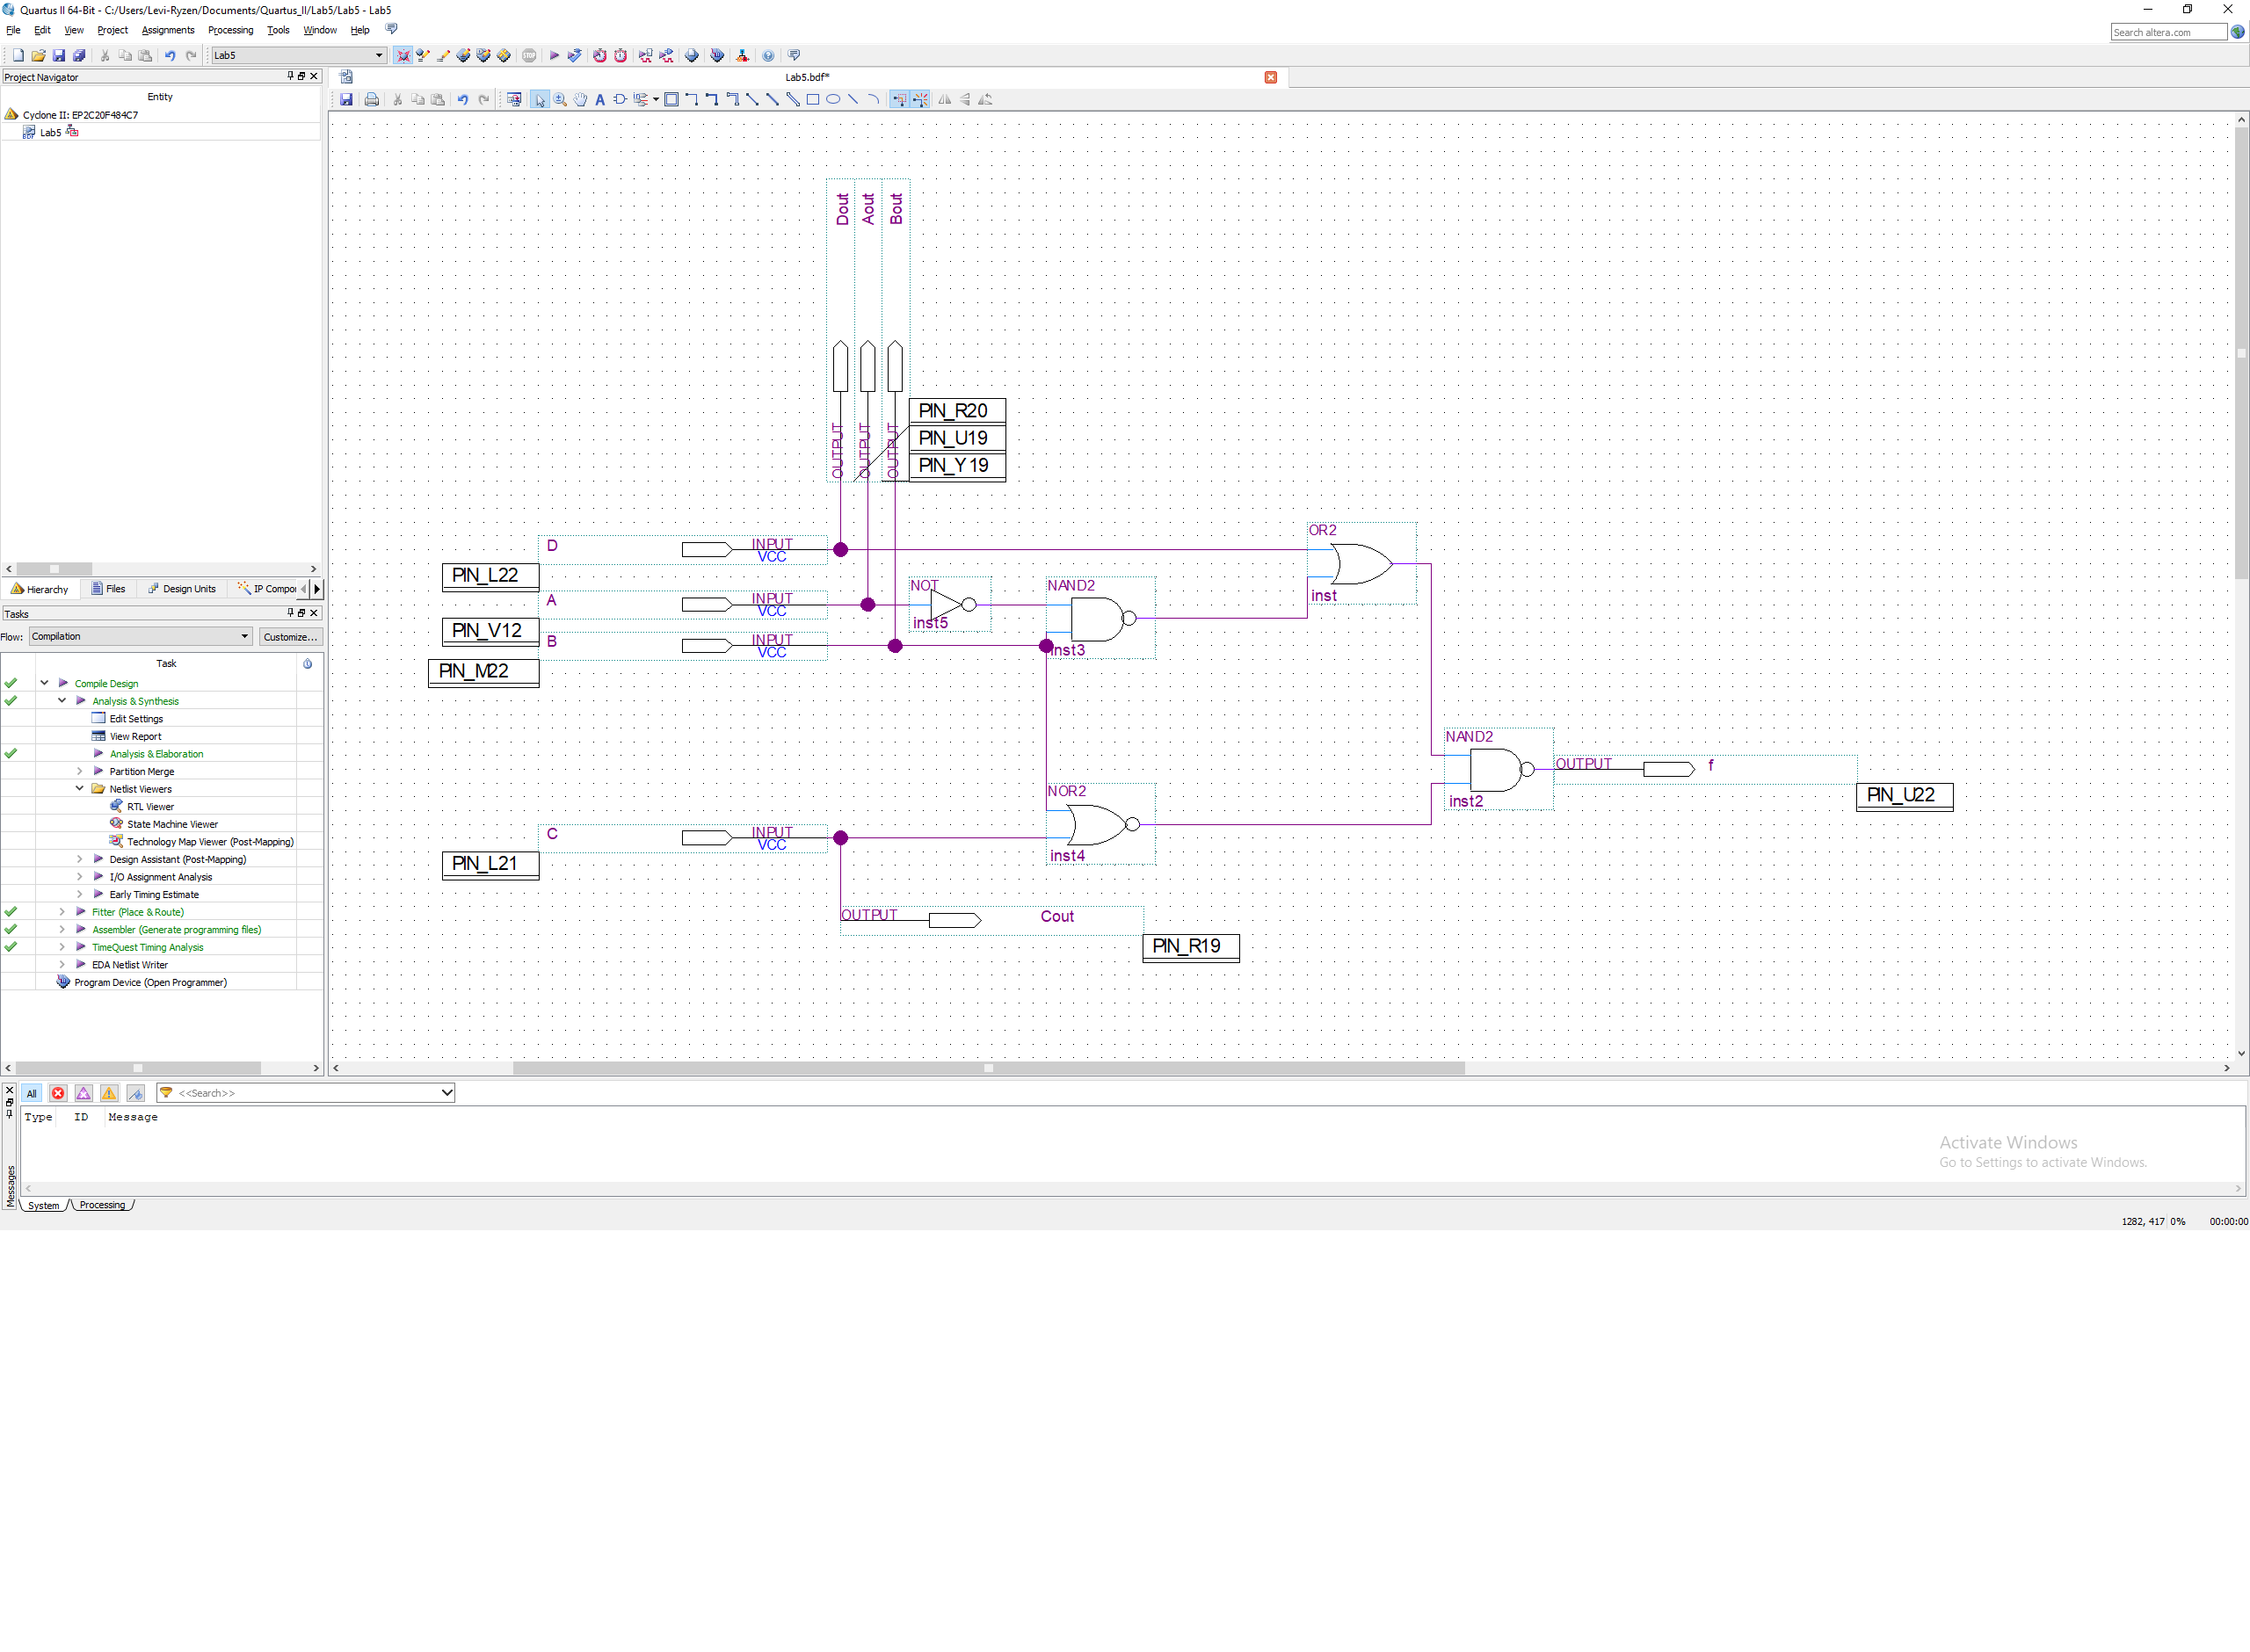 Quartus II 64-Bit - C:/Users/Levi-Ryzen/Documents/Quartus_II/Lab5/Lab5 - Lab5
File Edit View Project Assignments Processing Tools Window Help
Search altera.com
Lab5
Project Navigator
Lab5.bdf*
Entity
Cyclone II: EP2C20F484C7
Lab5
Dout
Aout
Bout
PIN_R20
PIN_U19
PIN_Y19
OUTPUT
OUTPUT
OUTPUT
D INPUT VCC
PIN_L22
A INPUT VCC
PIN_V12
B INPUT VCC
PIN_M22
NOT
inst5
NAND2
inst3
OR2
inst
NAND2
inst2
OUTPUT f
PIN_U22
NOR2
inst4
C INPUT VCC
PIN_L21
OUTPUT Cout
PIN_R19
Hierarchy Files Design Units IP Compor
Tasks
Flow: Compilation Customize...
Task
Compile Design
Analysis & Synthesis
Edit Settings
View Report
Analysis & Elaboration
Partition Merge
Netlist Viewers
RTL Viewer
State Machine Viewer
Technology Map Viewer (Post-Mapping)
Design Assistant (Post-Mapping)
I/O Assignment Analysis
Early Timing Estimate
Fitter (Place & Route)
Assembler (Generate programming files)
TimeQuest Timing Analysis
EDA Netlist Writer
Program Device (Open Programmer)
All <<Search>>
Type ID Message
Messages
Activate Windows
Go to Settings to activate Windows.
System Processing
1282, 417 0% 00:00:00